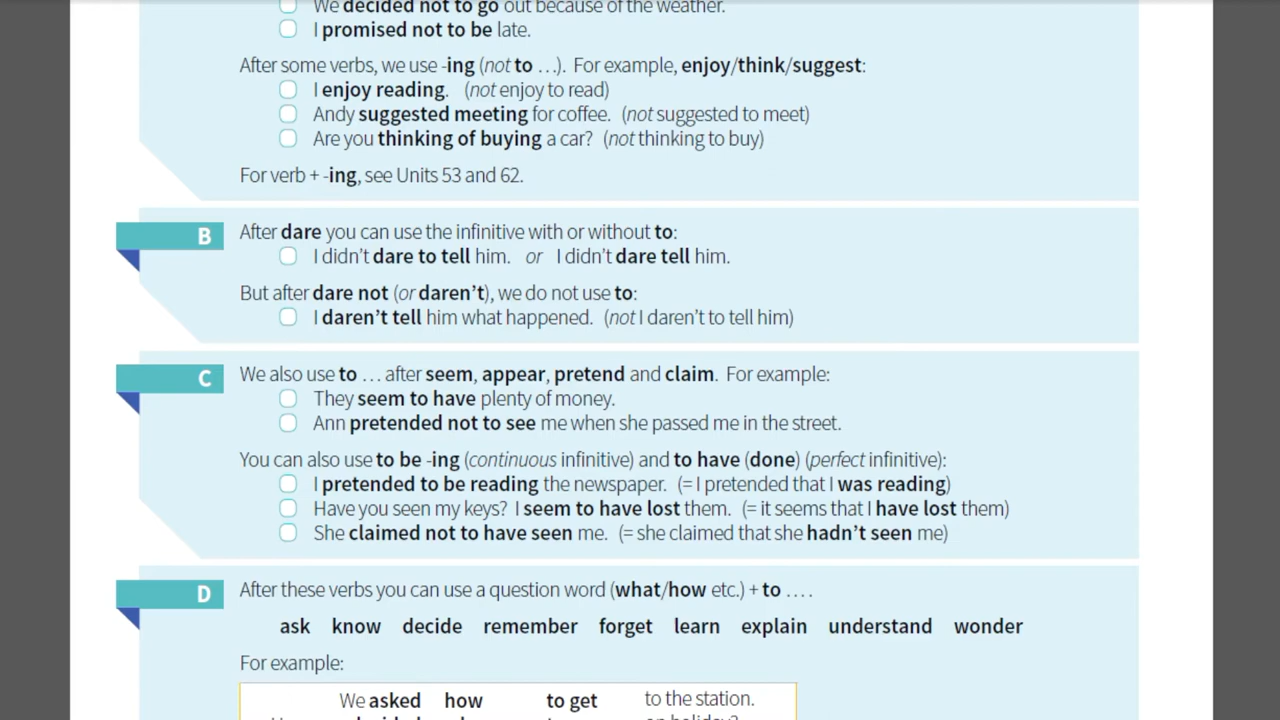 We decided not to go out because of the weather.
I promised not to be late.
After some verbs, we use -ing (not to …). For example, enjoy/think/suggest:
I enjoy reading. (not enjoy to read)
Andy suggested meeting for coffee. (not suggested to meet)
Are you thinking of buying a car? (not thinking to buy)
For verb + -ing, see Units 53 and 62.
B
After dare you can use the infinitive with or without to:
I didn’t dare to tell him. or I didn’t dare tell him.
But after dare not (or daren’t), we do not use to:
I daren’t tell him what happened. (not I daren’t to tell him)
C
We also use to … after seem, appear, pretend and claim. For example:
They seem to have plenty of money.
Ann pretended not to see me when she passed me in the street.
You can also use to be -ing (continuous infinitive) and to have (done) (perfect infinitive):
I pretended to be reading the newspaper. (= I pretended that I was reading)
Have you seen my keys? I seem to have lost them. (= it seems that I have lost them)
She claimed not to have seen me. (= she claimed that she hadn’t seen me)
D
After these verbs you can use a question word (what/how etc.) + to ….
ask know decide remember forget learn explain understand wonder
For example:
We asked how to get to the station.